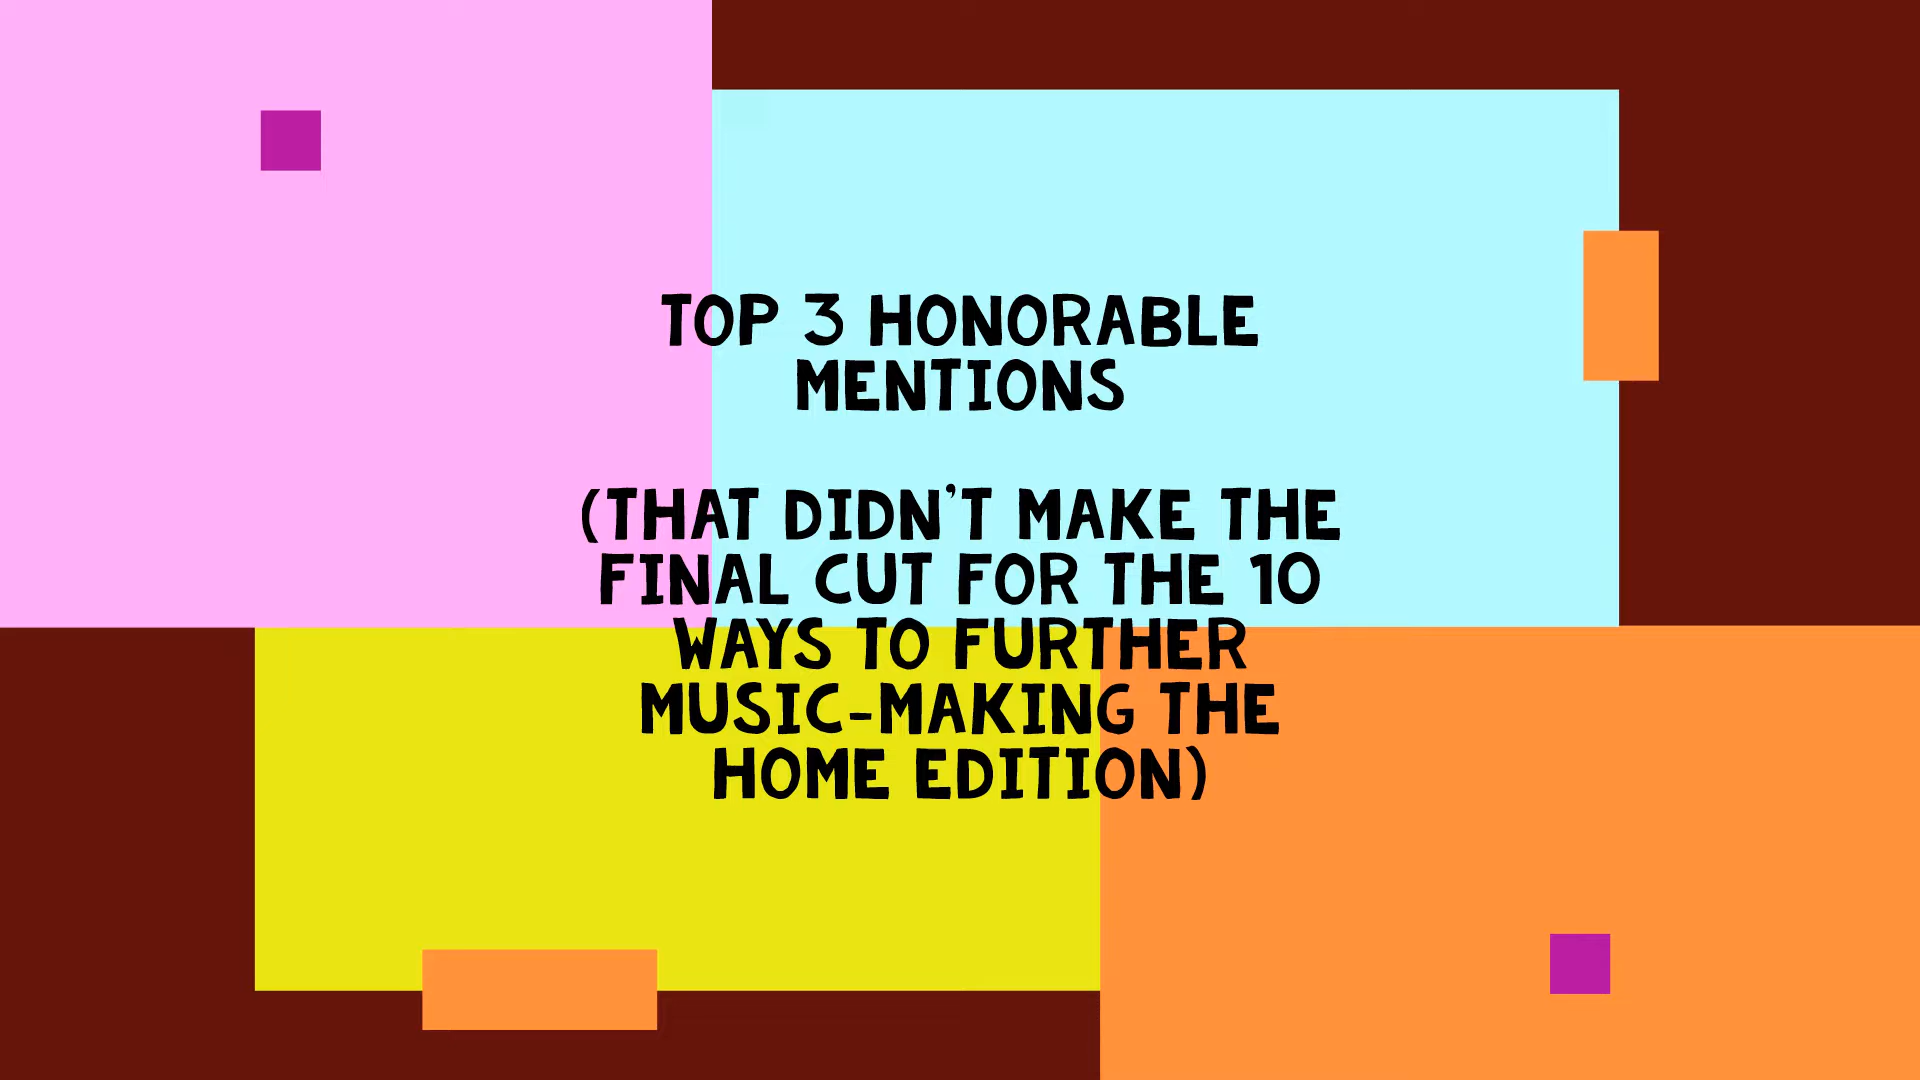 TOP 3 HONORABLE
MENTIONS
(THAT DIDN'T MAKE THE
FINAL CUT FOR THE 10
WAYS TO FURTHER
MUSIC-MAKING THE
HOME EDITION)